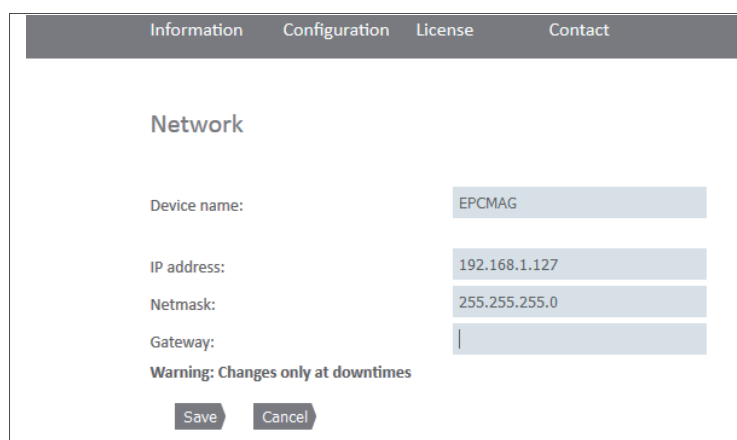 Information Configuration License Contact
Network
Device name: EPCMAG
IP address: 192.168.1.127
Netmask: 255.255.255.0
Gateway:
Warning: Changes only at downtimes
Save Cancel